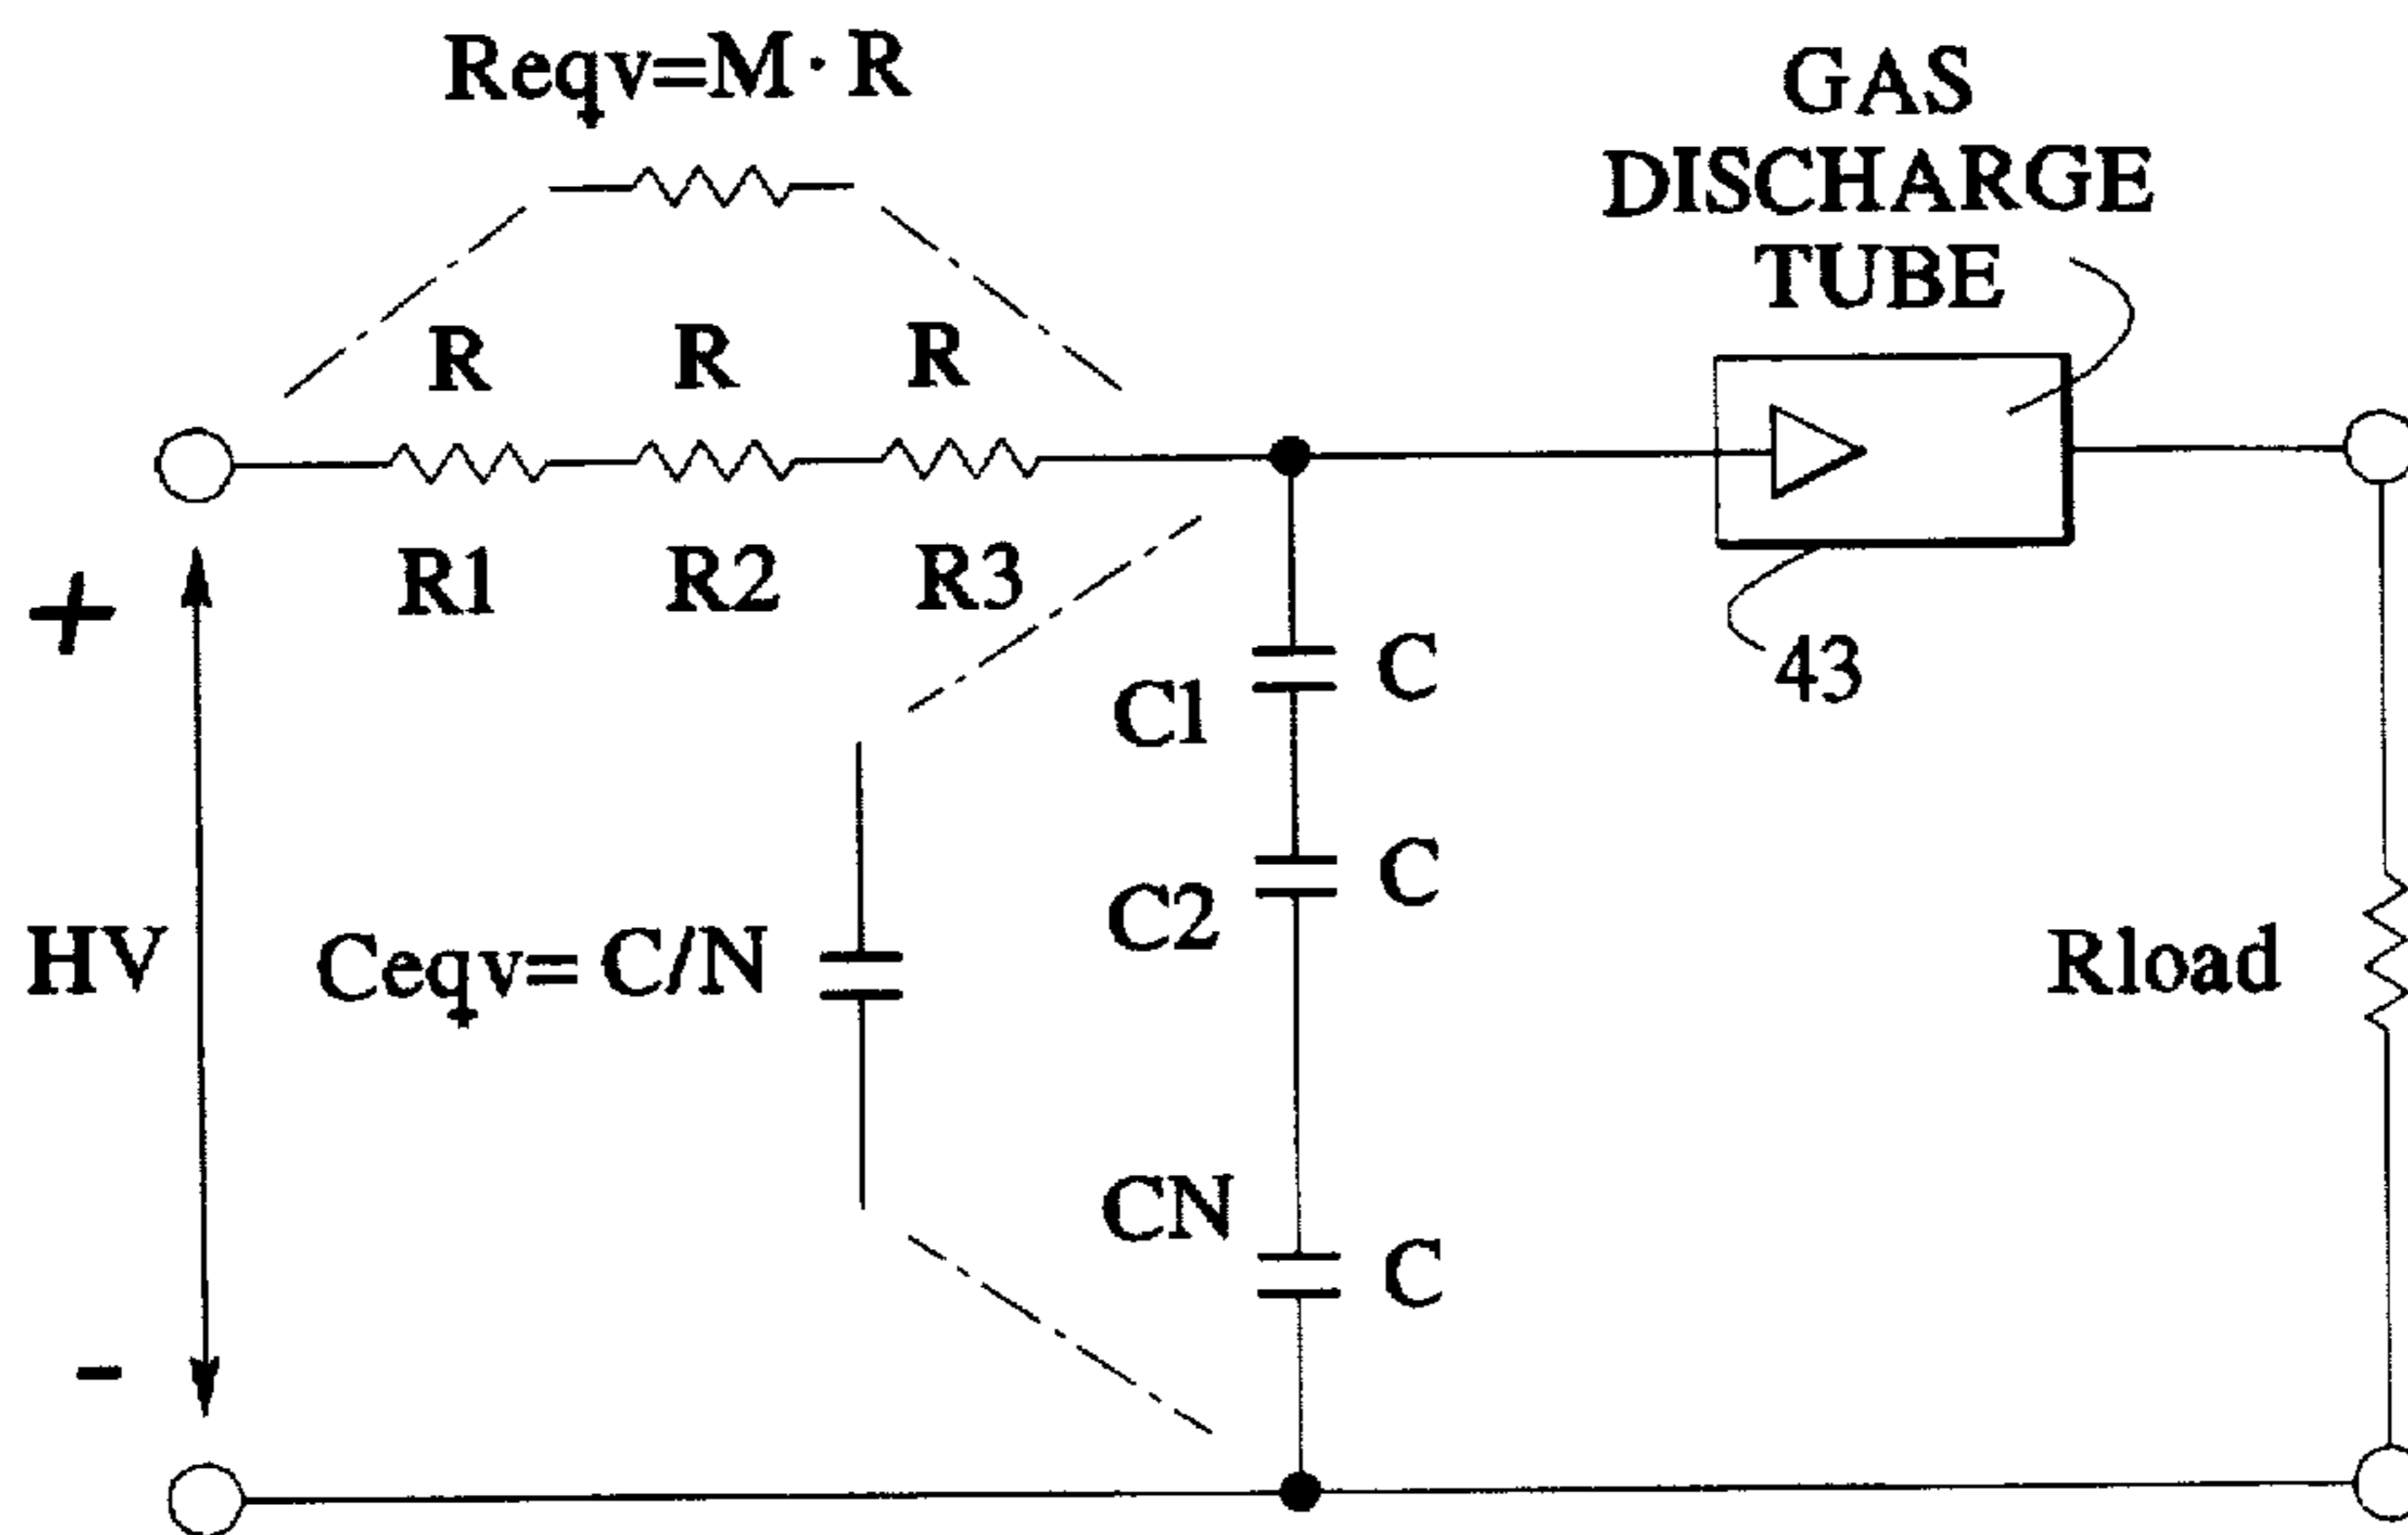 Reqv=M·R
GAS
DISCHARGE
TUBE
R R R
R1 R2 R3
+
43
C1 C
C2 C
HV
Ceqv= C/N
Rload
CN C
-